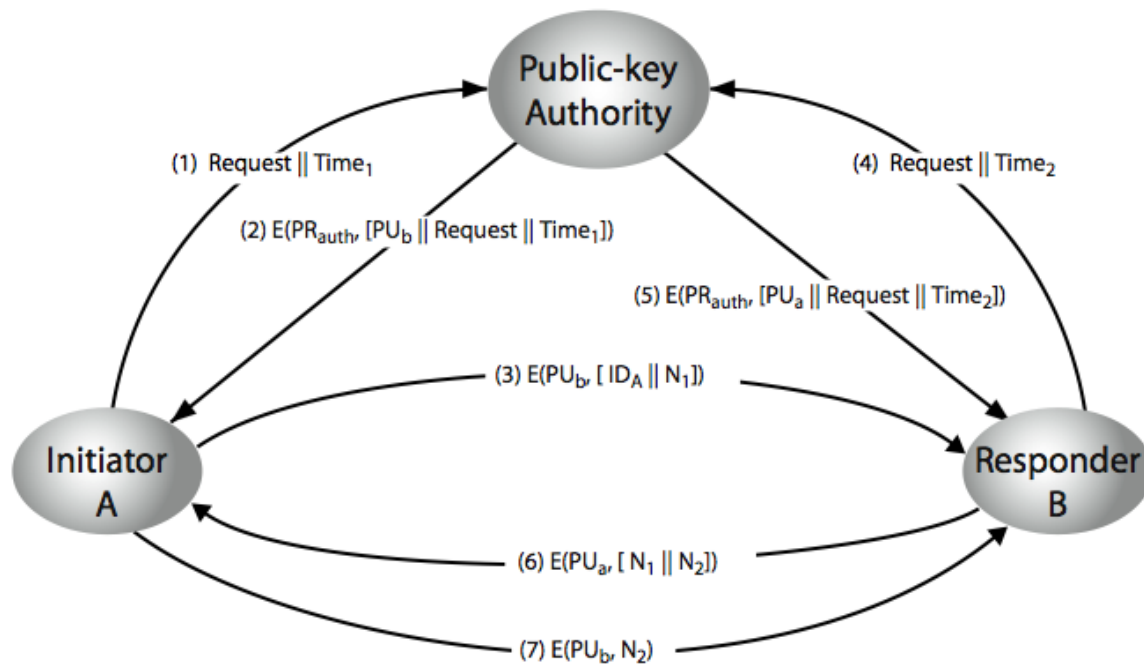 Public-key
Authority
(1) Request || Time₁
(4) Request || Time₂
(2) E(PRauth, [PUb || Request || Time₁])
(5) E(PRauth, [PUa || Request || Time₂])
(3) E(PUb, [ IDA || N₁])
Initiator
A
Responder
B
(6) E(PUa, [ N₁ || N₂])
(7) E(PUb, N₂)